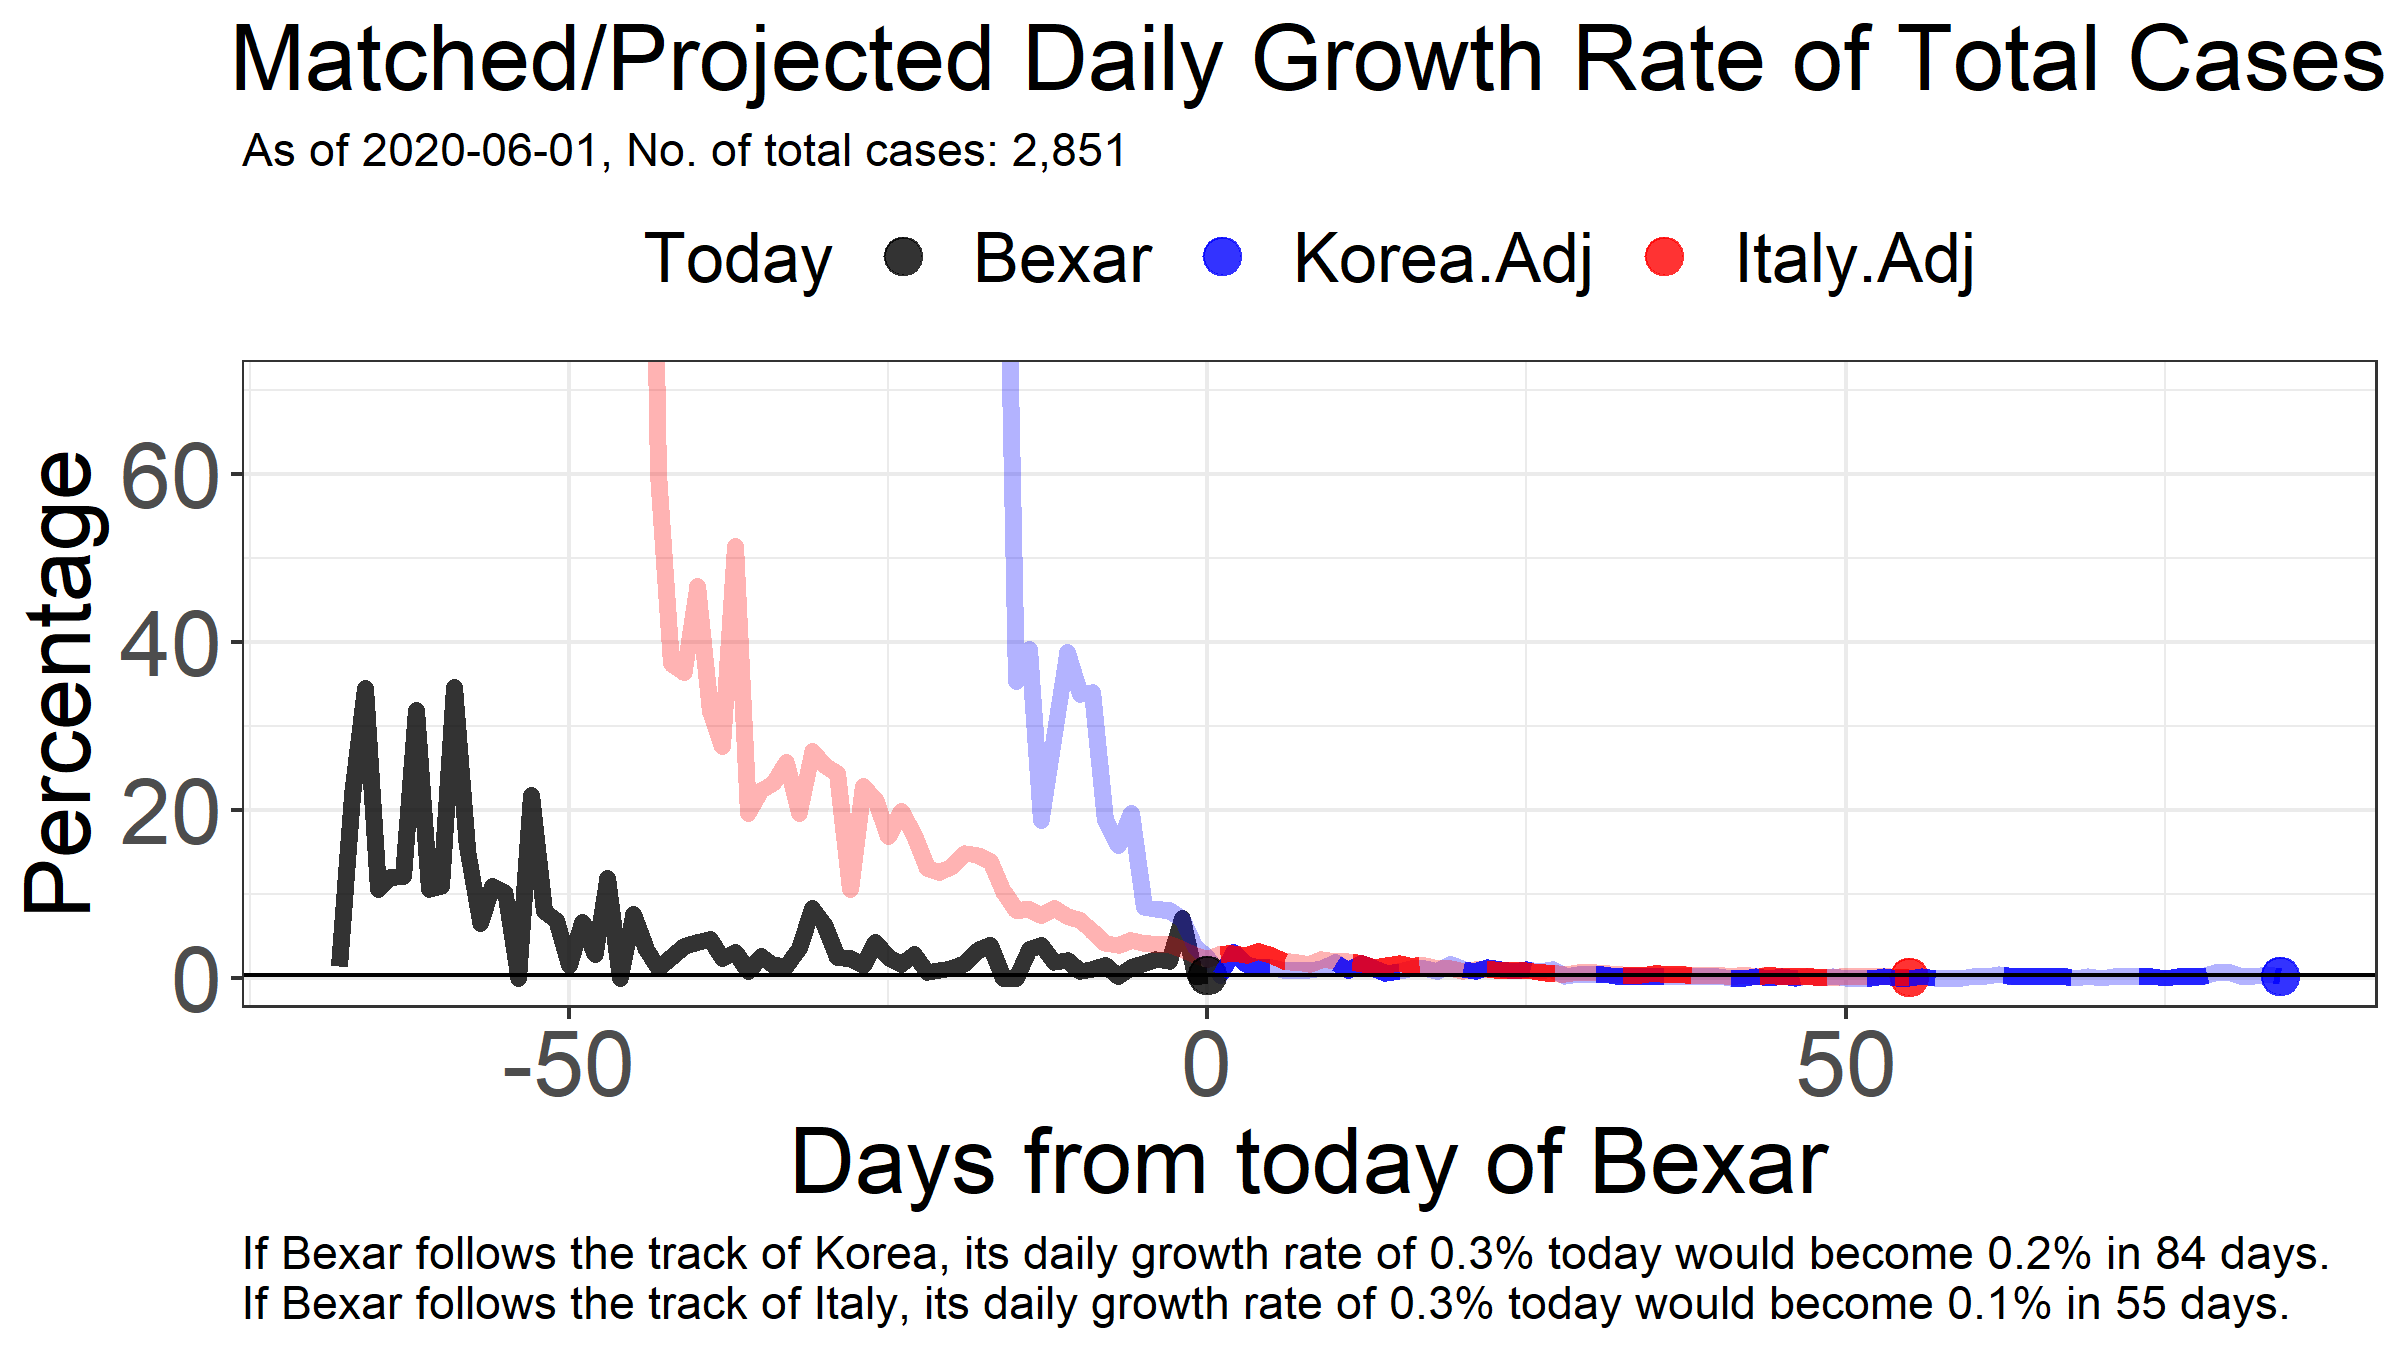 Matched/Projected Daily Growth Rate of Total Cases
As of 2020-06-01, No. of total cases: 2,851
Today Bexar Korea.Adj Italy.Adj
Percentage
60
40
20
0
-50 0 50
Days from today of Bexar
If Bexar follows the track of Korea, its daily growth rate of 0.3% today would become 0.2% in 84 days.
If Bexar follows the track of Italy, its daily growth rate of 0.3% today would become 0.1% in 55 days.